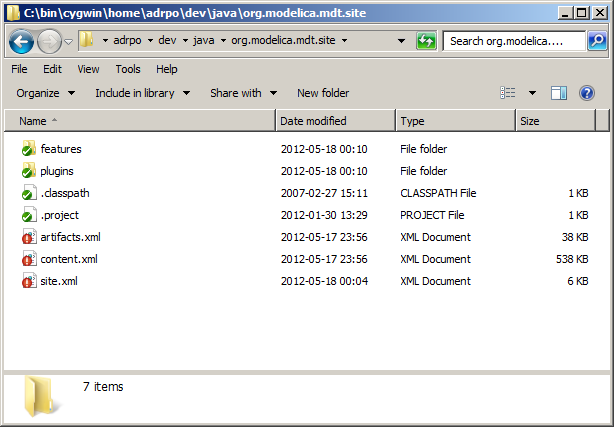 C:\bin\cygwin\home\adrpo\dev\java\org.modelica.mdt.site
adrpo dev java org.modelica.mdt.site Search org.modelica....
File Edit View Tools Help
Organize Include in library Share with New folder
Name Date modified Type Size
features 2012-05-18 00:10 File folder
plugins 2012-05-18 00:10 File folder
.classpath 2007-02-27 15:11 CLASSPATH File 1 KB
.project 2012-01-30 13:29 PROJECT File 1 KB
artifacts.xml 2012-05-17 23:56 XML Document 38 KB
content.xml 2012-05-17 23:56 XML Document 538 KB
site.xml 2012-05-18 00:04 XML Document 6 KB
7 items